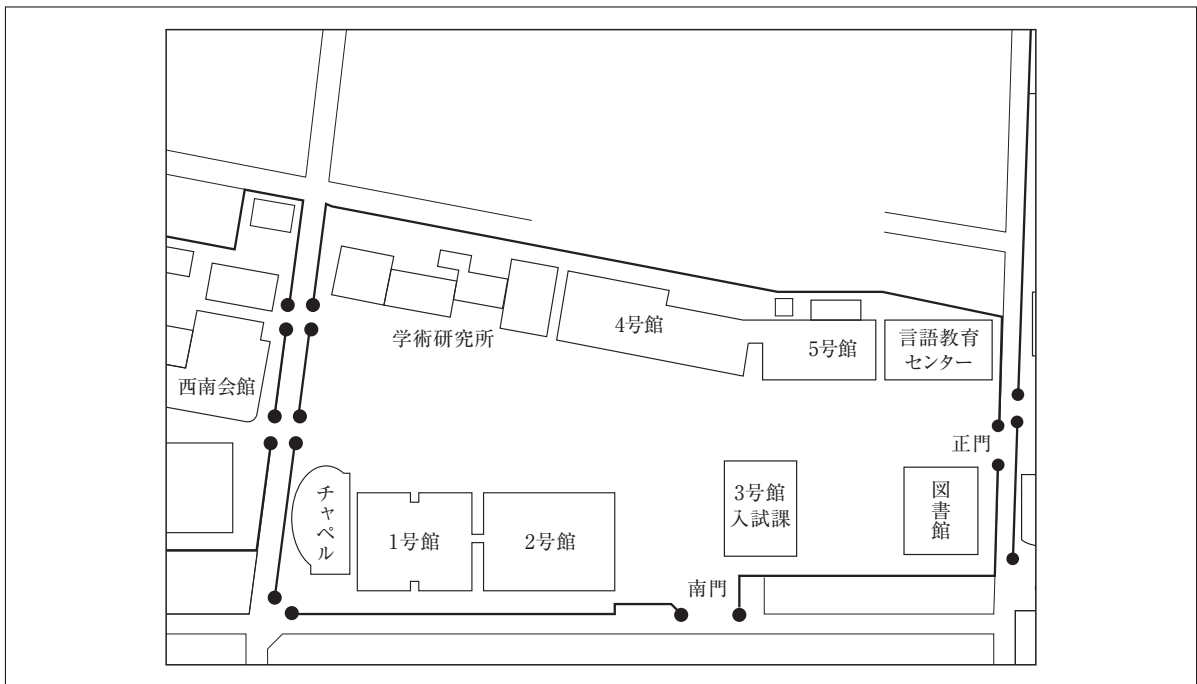 4号館
5号館
言語教育
センター
学術研究所
西南会館
正門
チャペル
1号館
2号館
3号館
入試課
図書館
南門